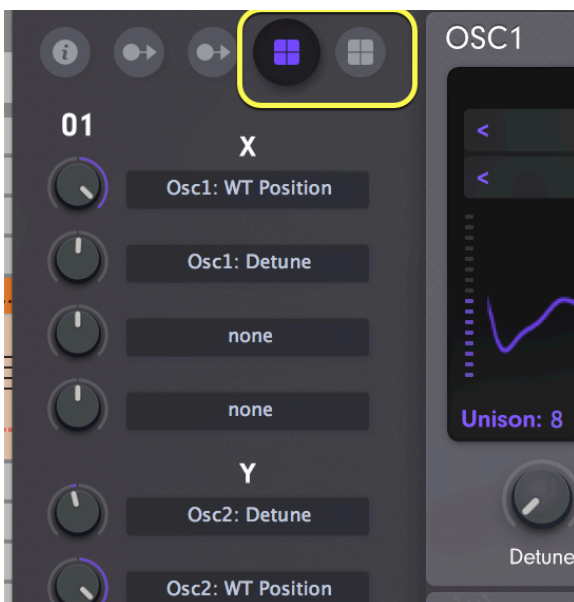 OSC1
01
X
Osc1: WT Position
Osc1: Detune
none
none
Y
Osc2: Detune
Osc2: WT Position
<
<
Unison: 8
Detune